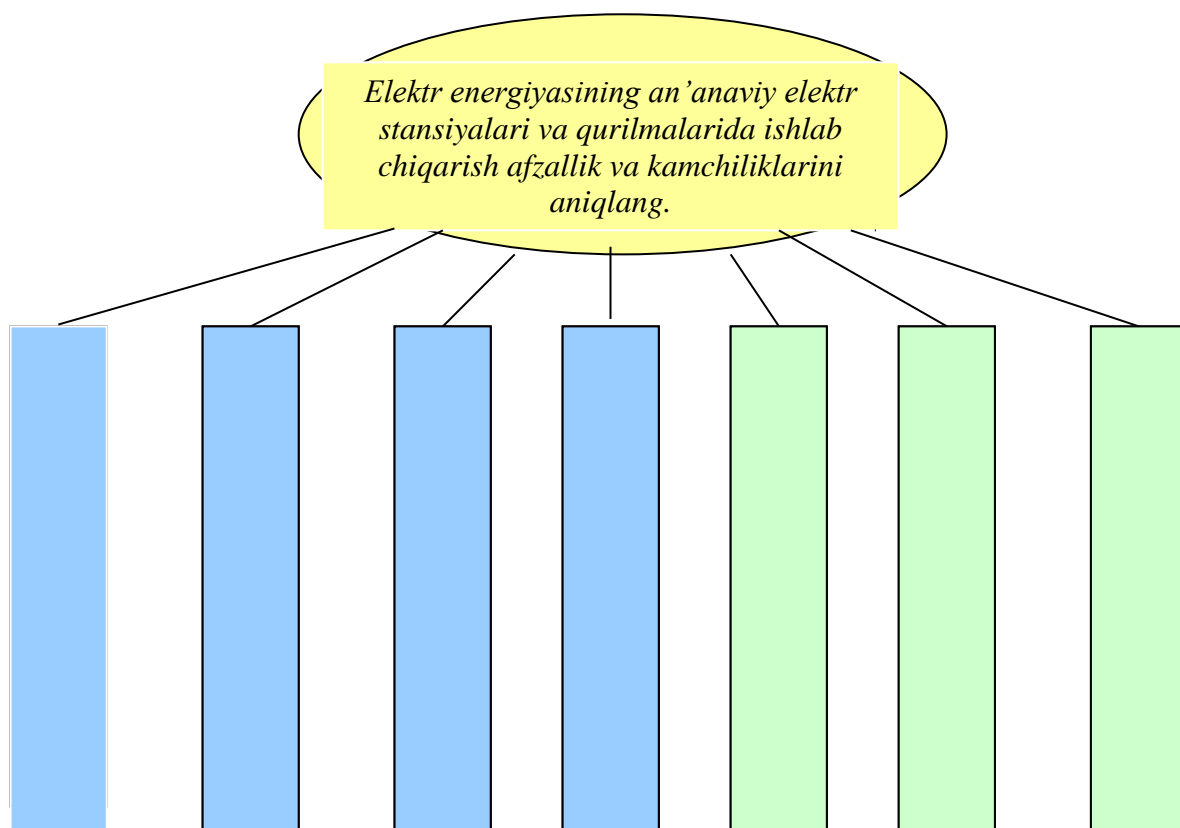 Elektr energiyasining an’anaviy elektr
stansiyalari va qurilmalarida ishlab
chiqarish afzallik va kamchiliklarini
aniqlang.